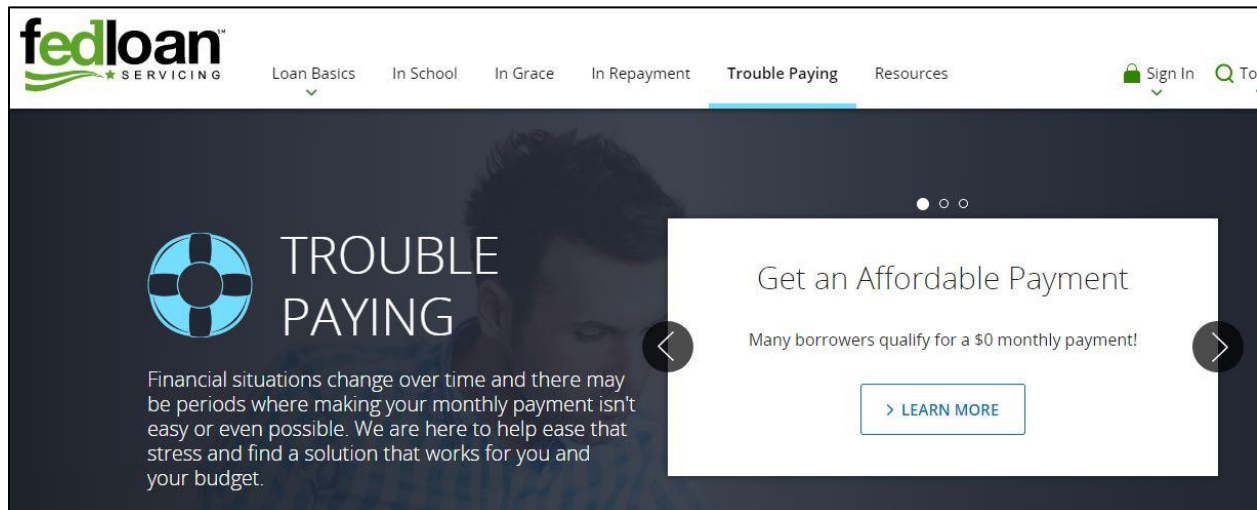 fedloan SM
SERVICING
Loan Basics In School In Grace In Repayment Trouble Paying Resources Sign In To
TROUBLE
PAYING
Financial situations change over time and there may
be periods where making your monthly payment isn't
easy or even possible. We are here to help ease that
stress and find a solution that works for you and
your budget.
Get an Affordable Payment
Many borrowers qualify for a $0 monthly payment!
> LEARN MORE